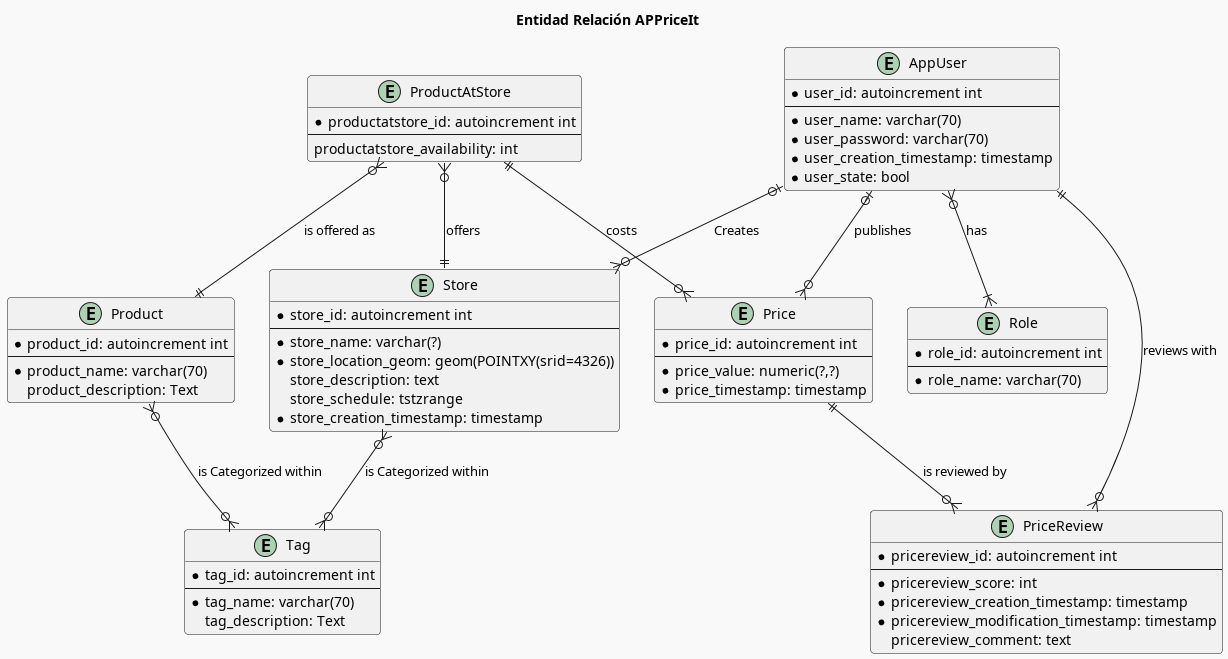 Entidad Relación APPriceIt
E ProductAtStore
* productatstore_id: autoincrement int
productatstore_availability: int
E AppUser
* user_id: autoincrement int
* user_name: varchar(70)
* user_password: varchar(70)
* user_creation_timestamp: timestamp
* user_state: bool
is offered as
offers
costs
Creates
publishes
has
reviews with
E Product
* product_id: autoincrement int
* product_name: varchar(70)
product_description: Text
E Store
* store_id: autoincrement int
* store_name: varchar(?)
* store_location_geom: geom(POINTXY(srid=4326))
store_description: text
store_schedule: tstzrange
* store_creation_timestamp: timestamp
E Price
* price_id: autoincrement int
* price_value: numeric(?,?)
* price_timestamp: timestamp
E Role
* role_id: autoincrement int
* role_name: varchar(70)
is Categorized within
is Categorized within
is reviewed by
E Tag
* tag_id: autoincrement int
* tag_name: varchar(70)
tag_description: Text
E PriceReview
* pricereview_id: autoincrement int
* pricereview_score: int
* pricereview_creation_timestamp: timestamp
* pricereview_modification_timestamp: timestamp
pricereview_comment: text